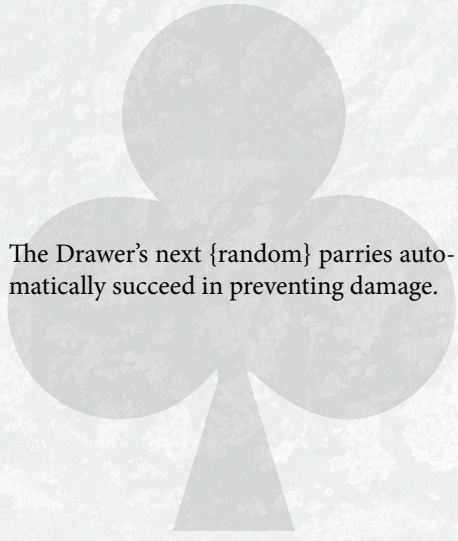 The Drawer’s next {random} parries auto-
matically succeed in preventing damage.